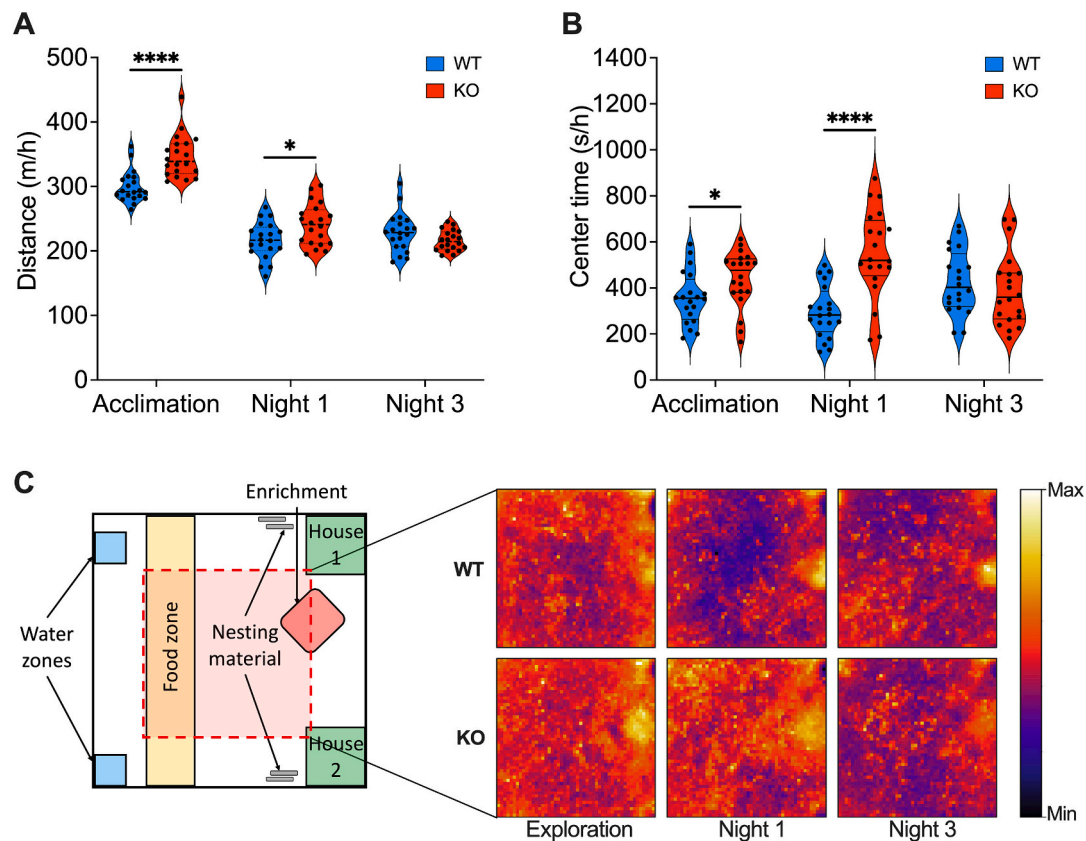 A
500
400
300
200
100
0
Distance (m/h)
****
*
WT
KO
Acclimation
Night 1
Night 3
B
1400
1200
1000
800
600
400
200
0
Center time (s/h)
*
****
WT
KO
Acclimation
Night 1
Night 3
C
Enrichment
House
1
Water
zones
Food zone
Nesting
material
House
2
WT
KO
Exploration
Night 1
Night 3
Max
Min